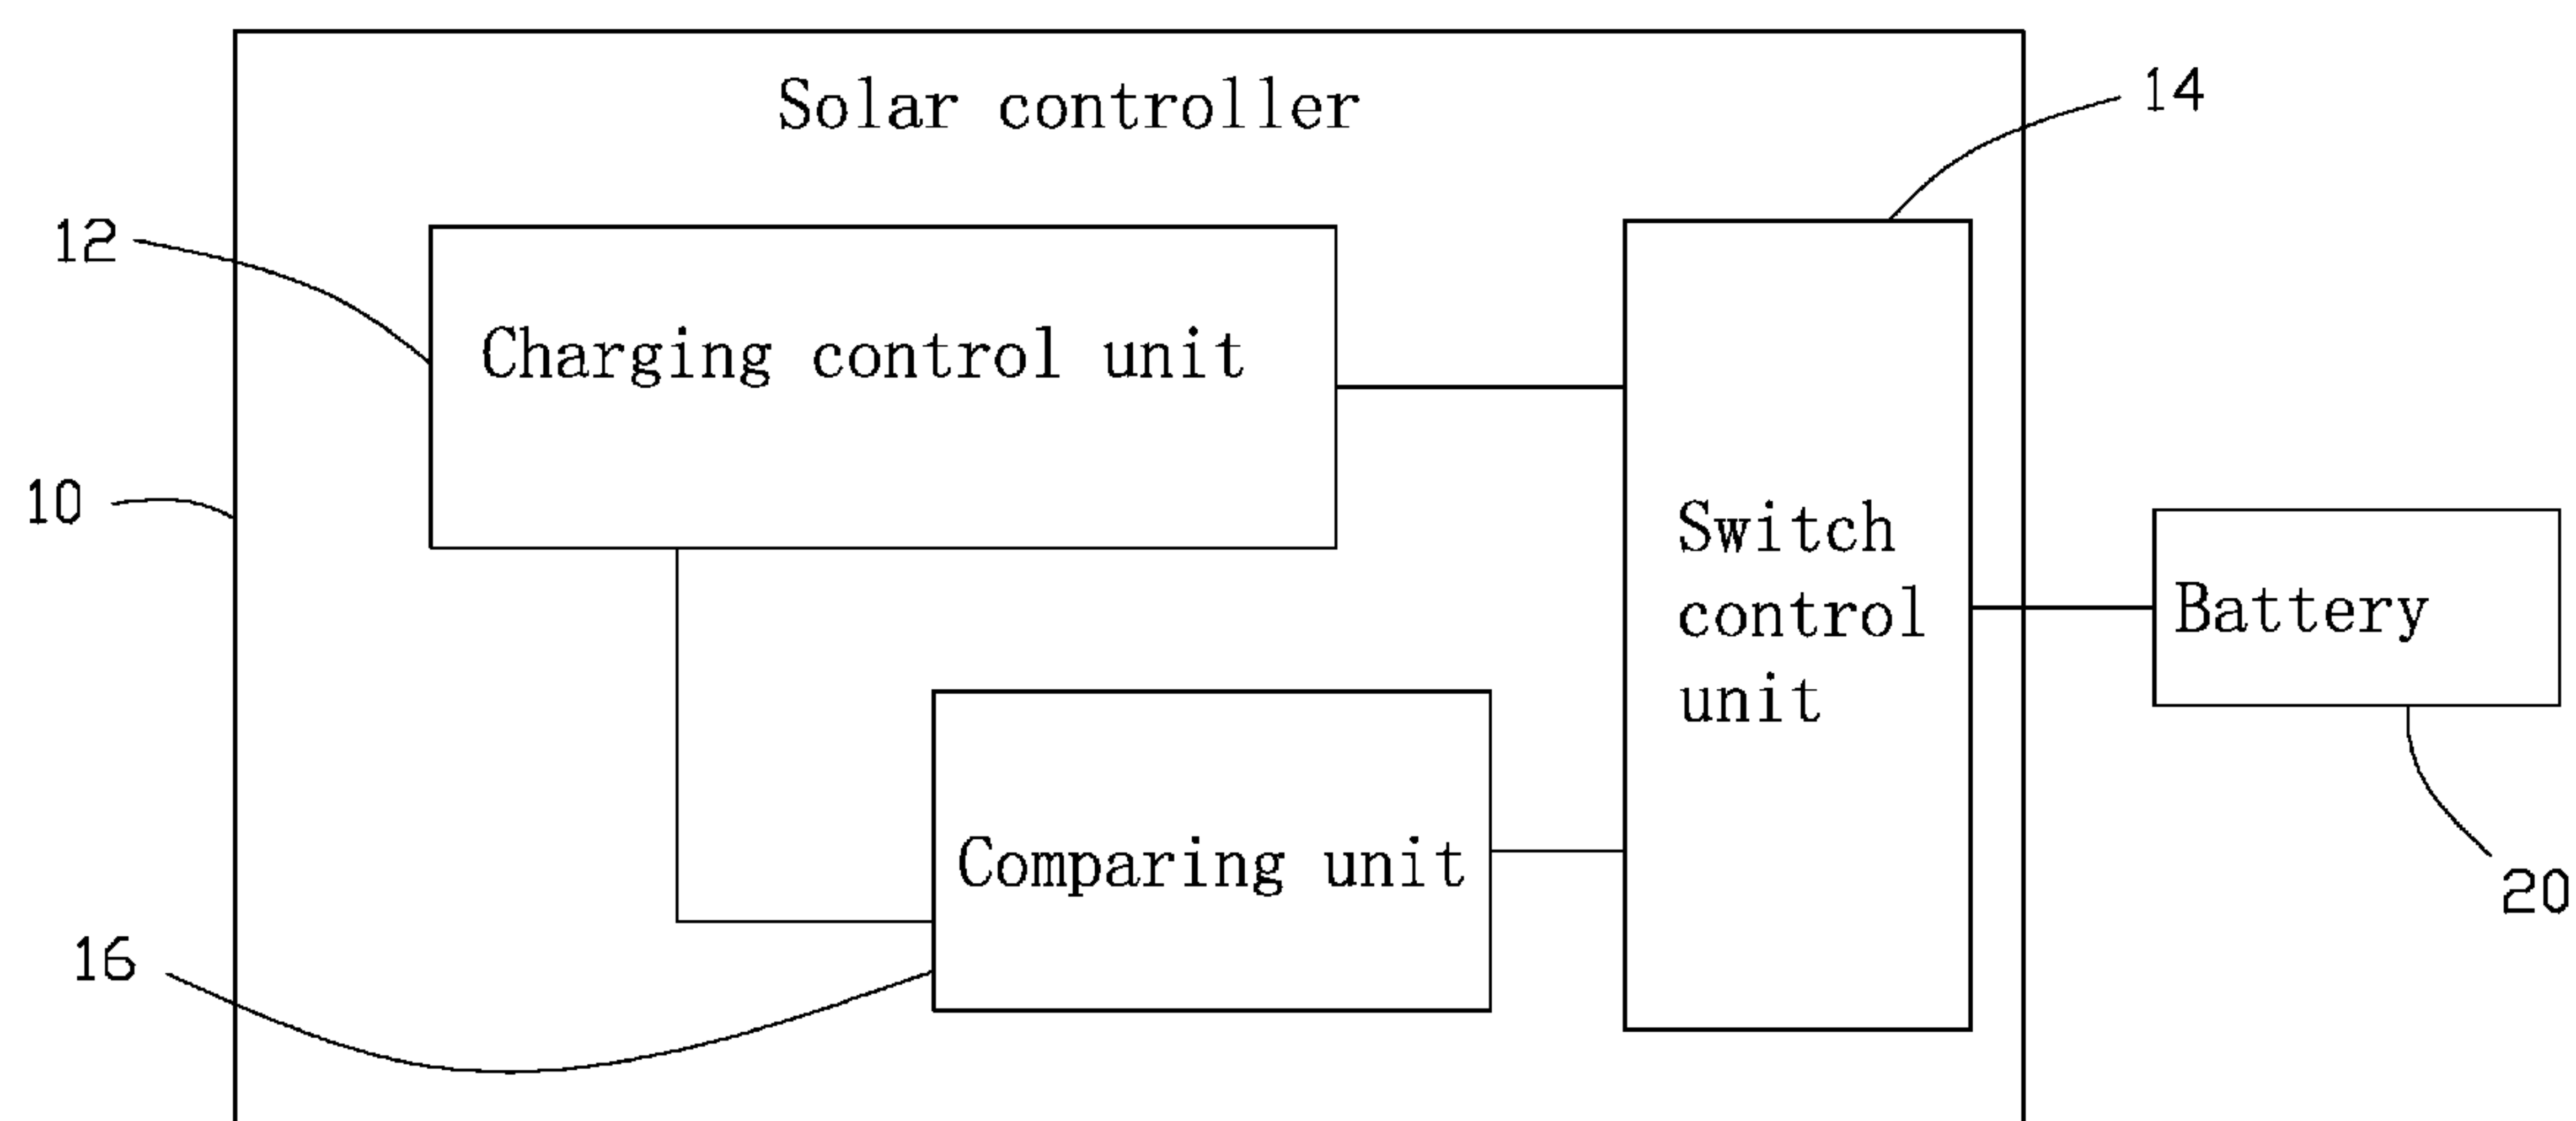 Solar controller
14
12
Charging control unit
10
Switch
control
unit
Battery
Comparing unit
20
16